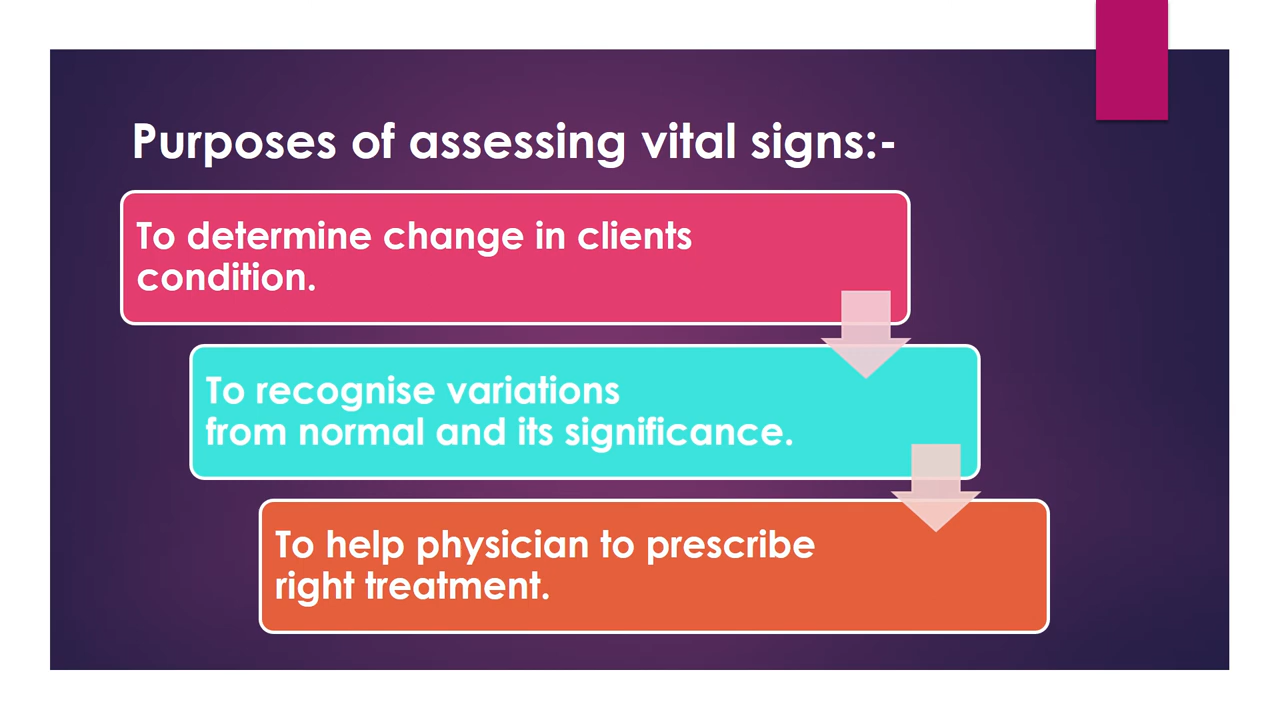 Purposes of assessing vital signs:-
To determine change in clients
condition.
To recognise variations
from normal and its significance.
To help physician to prescribe
right treatment.